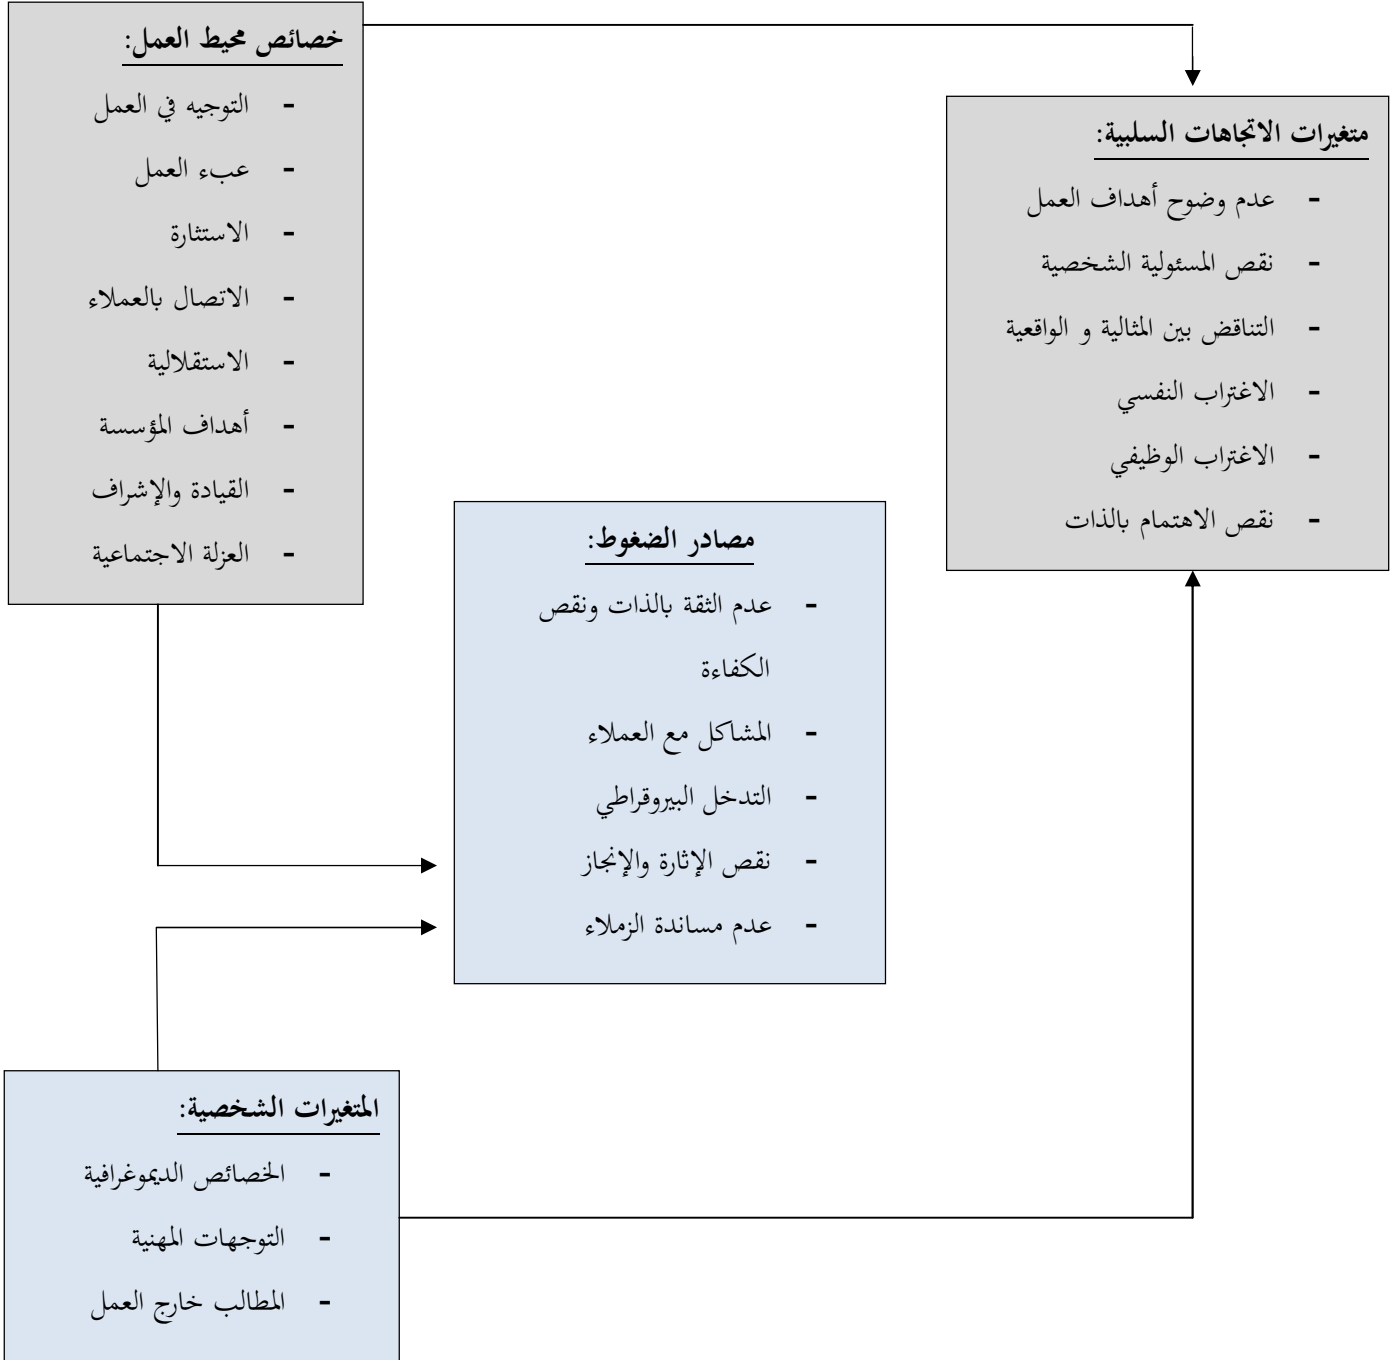 خصائص محيط العمل:
- التوجيه في العمل
- عبء العمل
- الاستثارة
- الاتصال بالعملاء
- الاستقلالية
- أهداف المؤسسة
- القيادة والإشراف
- العزلة الاجتماعية
متغيرات الاتجاهات السلبية:
- عدم وضوح أهداف العمل
- نقص المسئولية الشخصية
- التناقض بين المثالية و الواقعية
- الاغتراب النفسي
- الاغتراب الوظيفي
- نقص الاهتمام بالذات
مصادر الضغوط:
- عدم الثقة بالذات ونقص
الكفاءة
- المشاكل مع العملاء
- التدخل البيروقراطي
- نقص الإثارة والإنجاز
- عدم مساندة الزملاء
المتغيرات الشخصية:
- الخصائص الديموغرافية
- التوجهات المهنية
- المطالب خارج العمل